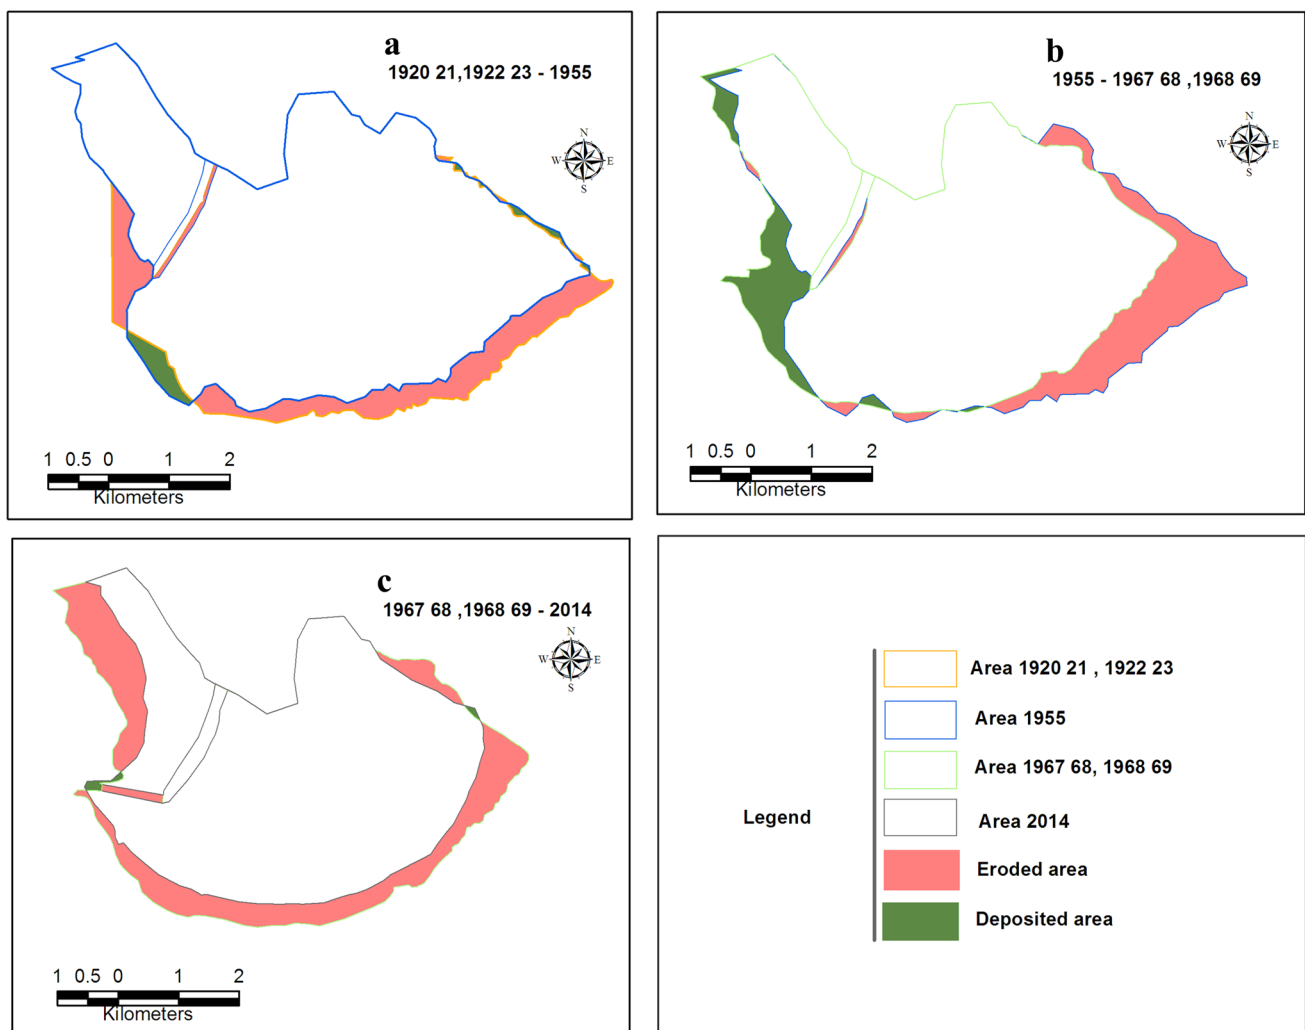 a
1920 21,1922 23 - 1955
N
W E
S
1 0.5 0 1 2
Kilometers
b
1955 - 1967 68 ,1968 69
N
W E
S
1 0.5 0 1 2
Kilometers
c
1967 68 ,1968 69 - 2014
N
W E
S
1 0.5 0 1 2
Kilometers
Legend
Area 1920 21 , 1922 23
Area 1955
Area 1967 68, 1968 69
Area 2014
Eroded area
Deposited area